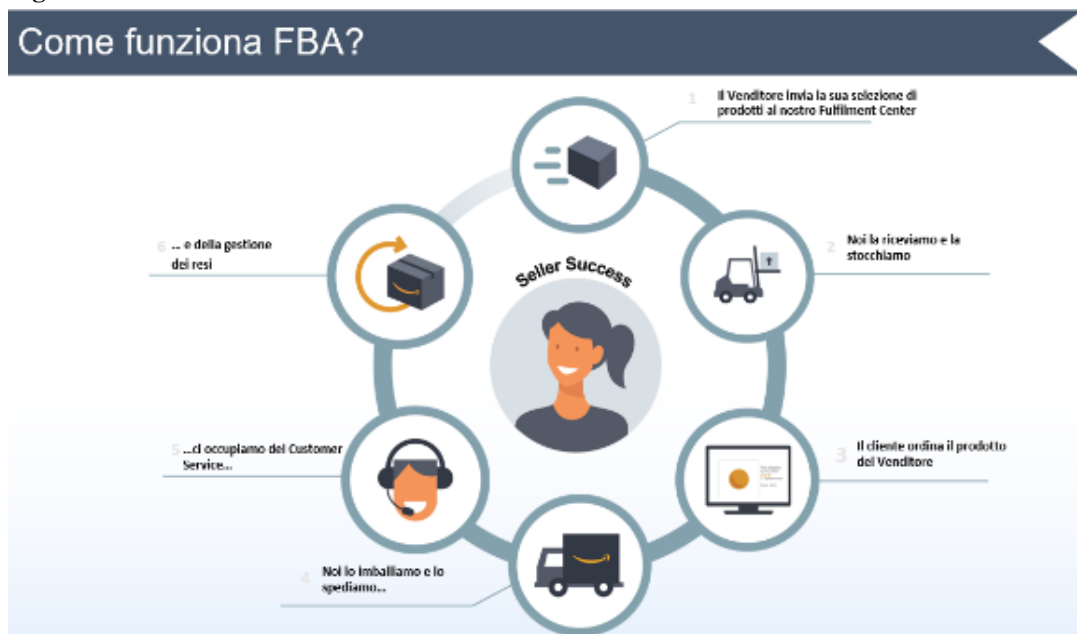 Come funziona FBA?
1 Il Venditore invia la sua selezione di
prodotti al nostro Fulfilment Center
2 Noi la riceviamo e la
stocchiamo
3 Il cliente ordina il prodotto
del Venditore
4 Noi lo imballiamo e lo
spediamo...
5 ...ci occupiamo del Customer
Service...
6 ... e della gestione
dei resi
Seller Success